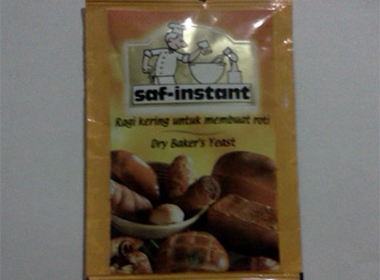 saf-instant
Ragi kering untuk membuat roti
Dry Baker's Yeast